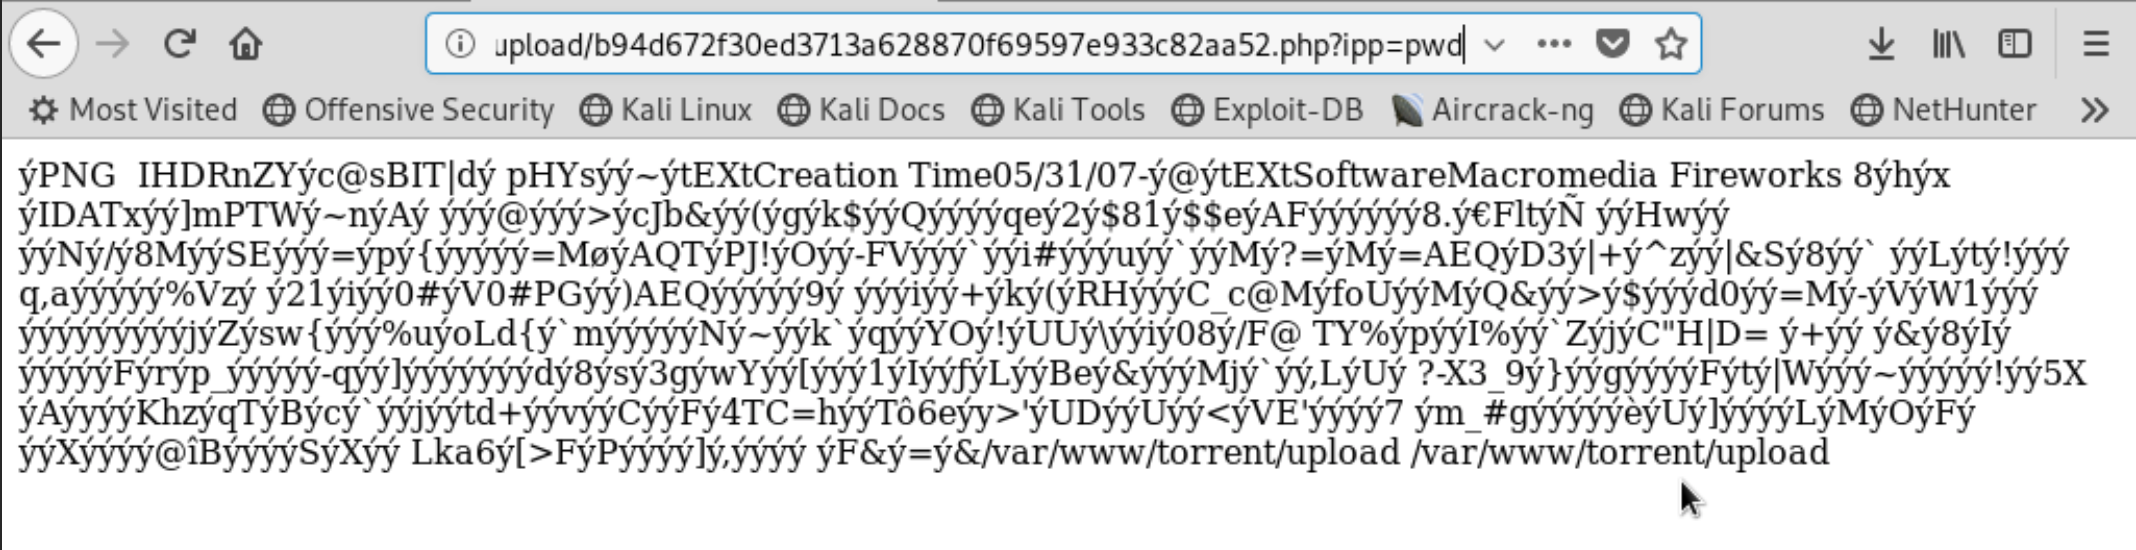 upload/b94d672f30ed3713a628870f69597e933c82aa52.php?ipp=pwd
Most Visited Offensive Security Kali Linux Kali Docs Kali Tools Exploit-DB Aircrack-ng Kali Forums NetHunter
ýPNG IHDRnZYýc@sBIT|dý pHYsýý~ýtEXtCreation Time05/31/07-ý@ýtEXtSoftwareMacromedia Fireworks 8ýhýx
ýIDATxýý]mPTWý~nýAý ýýý@ýýý>ýcJb&ýý(ýgýk$ýýQýýýýqeý2ý$81ý$$eýAFýýýýýý8.ý€FltýÑ ýýHwýý
ýýNý/ý8MýýSEýýý=ýpý{ýýýýý=MøýAQTýPJ!ýOýý-FVýýý`ýýi#ýýýuýý`ýýMý?=ýMý=AEQýD3ý|+ý^zýý|&Sý8ýý` ýýLýtý!ýýý
q,aýýýýý%Vzý ý21ýiýý0#ýV0#PGýý)AEQýýýýý9ý ýýýiýý+ýký(ýRHýýýC_c@MýfoUýýMýQ&ýý>ý$ýýýd0ýý=Mý-ýVýW1ýýý
ýýýýýýýýýjýZýsw{ýýý%uýoLd{ý`mýýýýýNý~ýýk`ýqýýYOý!ýUUý\ýýiý08ý/F@ TY%ýpýýI%ýý`ZýjýC"H|D= ý+ýý ý&ý8ýIý
ýýýýýFýrýp_ýýýýý-qýý]ýýýýýýýdý8ýsý3gýwYýý[ýýý1ýIýýƒýLýýBeý&ýýýMjý`ýý,LýUý ?-X3_9ý}ýýgýýýýFýtý|Wýýý~ýýýýý!ýý5X
ýAýýýýKhzýqTýBýcý`ýýjýýtd+ýývýýCýýFý4TC=hýýTô6eýy>'ýUDýýUýý<ýVE'ýýýý7 ým_#gýýýýýèýUý]ýýýýLýMýOýFý
ýýXýýýý@îBýýýýSýXýý Lka6ý[>FýPýýýý]ý,ýýýý ýF&ý=ý&/var/www/torrent/upload /var/www/torrent/upload